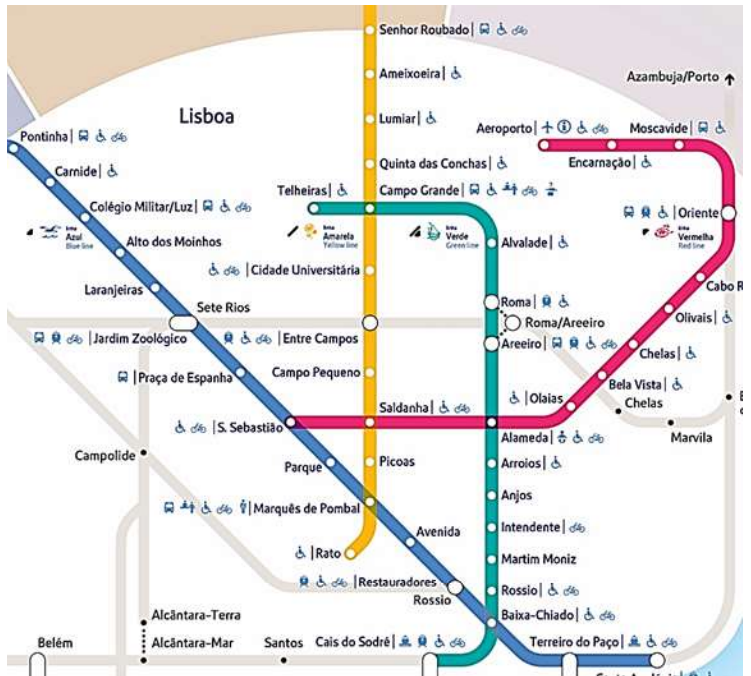 Senhor Roubado
Ameixoeira
Azambuja/Porto
Lisboa
Lumiar
Pontinha
Aeroporto
Moscavide
Encarnação
Quinta das Conchas
Carnide
Telheiras
Campo Grande
Colégio Militar/Luz
Oriente
linha
Azul
Blue line
linha
Amarela
Yellow line
linha
Verde
Green line
linha
Vermelha
Red line
Alto dos Moinhos
Alvalade
Cidade Universitária
Cabo R
Laranjeiras
Roma
Sete Rios
Olivais
Roma/Areeiro
Jardim Zoológico
Entre Campos
Areeiro
Chelas
Praça de Espanha
Campo Pequeno
Bela Vista
Olaias
Chelas
Saldanha
S. Sebastião
Alameda
Marvila
Campolide
Parque
Picoas
Arroios
Anjos
Marquês de Pombal
Intendente
Avenida
Rato
Martim Moniz
Restauradores
Rossio
Rossio
Alcântara-Terra
Baixa-Chiado
Belém
Alcântara-Mar
Santos
Cais do Sodré
Terreiro do Paço